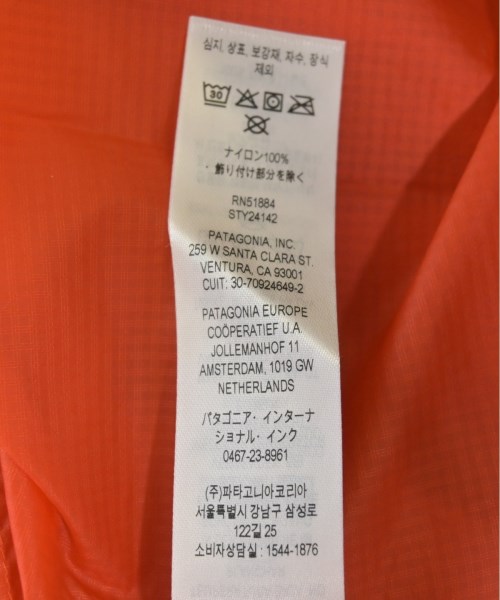 심지, 상표, 보강재, 자수, 장식
제외
30
ナイロン100%
飾り付け部分を除く
RN51884
STY24142
PATAGONIA, INC.
259 W SANTA CLARA ST.
VENTURA, CA 93001
CUIT: 30-70924649-2
PATAGONIA EUROPE
COÖPERATIEF U.A.
JOLLEMANHOF 11
AMSTERDAM, 1019 GW
NETHERLANDS
パタゴニア・インターナ
ショナル・インク
0467-23-8961
(주)파타고니아코리아
서울특별시 강남구 삼성로
122길 25
소비자상담실 : 1544-1876